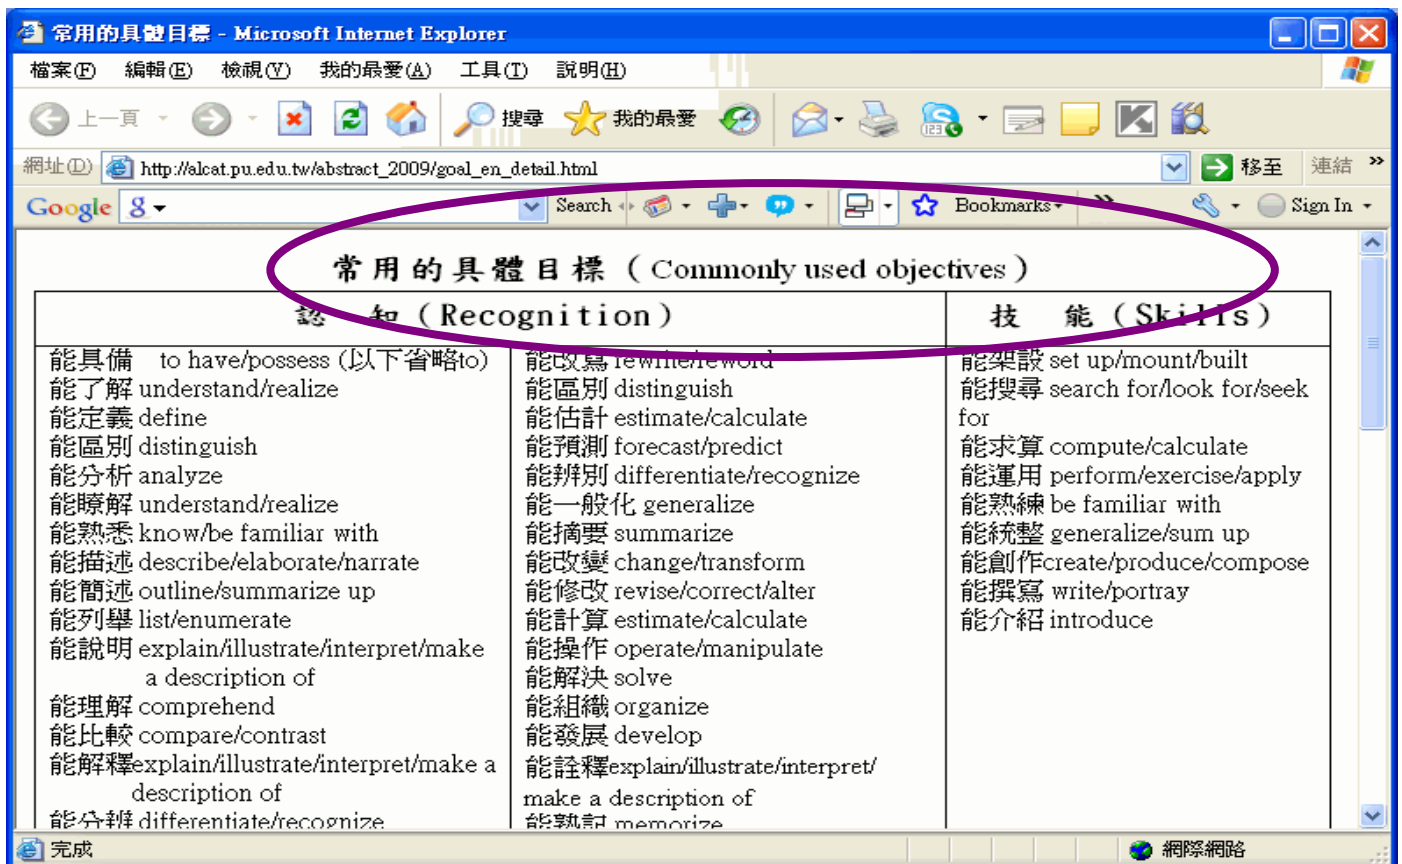 常用的具體目標 - Microsoft Internet Explorer
檔案(F) 編輯(E) 檢視(V) 我的最愛(A) 工具(T) 說明(H)
上一頁 搜尋 我的最愛
網址(D) http://alcat.pu.edu.tw/abstract_2009/goal_en_detail.html 移至 連結 »
Google Search Bookmarks Sign In
常用的具體目標（Commonly used objectives）
認 知（Recognition）
技 能（Skills）
能具備 to have/possess (以下省略to)
能了解 understand/realize
能定義 define
能區別 distinguish
能分析 analyze
能瞭解 understand/realize
能熟悉 know/be familiar with
能描述 describe/elaborate/narrate
能簡述 outline/summarize up
能列舉 list/enumerate
能說明 explain/illustrate/interpret/make
a description of
能理解 comprehend
能比較 compare/contrast
能解釋explain/illustrate/interpret/make a
description of
能分辨 differentiate/recognize
能改寫 rewrite/reword
能區別 distinguish
能估計 estimate/calculate
能預測 forecast/predict
能辨別 differentiate/recognize
能一般化 generalize
能摘要 summarize
能改變 change/transform
能修改 revise/correct/alter
能計算 estimate/calculate
能操作 operate/manipulate
能解決 solve
能組織 organize
能發展 develop
能詮釋explain/illustrate/interpret/
make a description of
能熟記 memorize
能架設 set up/mount/built
能搜尋 search for/look for/seek
for
能求算 compute/calculate
能運用 perform/exercise/apply
能熟練 be familiar with
能統整 generalize/sum up
能創作create/produce/compose
能撰寫 write/portray
能介紹 introduce
完成 網際網路